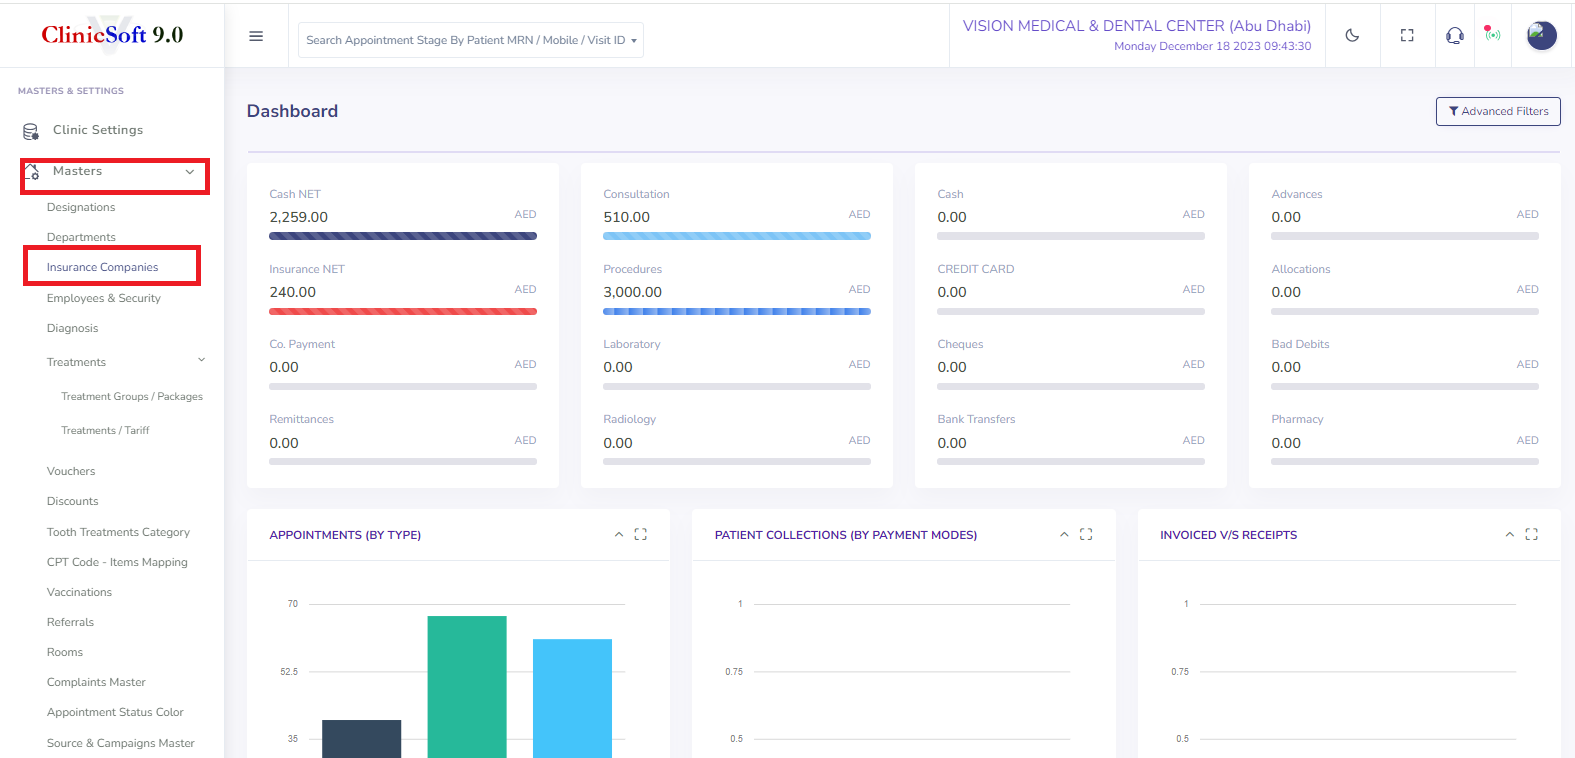 ClinicSoft 9.0
Search Appointment Stage By Patient MRN / Mobile / Visit ID
VISION MEDICAL & DENTAL CENTER (Abu Dhabi)
Monday December 18 2023 09:43:30
MASTERS & SETTINGS
Clinic Settings
Masters
Designations
Departments
Insurance Companies
Employees & Security
Diagnosis
Treatments
Treatment Groups / Packages
Treatments / Tariff
Vouchers
Discounts
Tooth Treatments Category
CPT Code - Items Mapping
Vaccinations
Referrals
Rooms
Complaints Master
Appointment Status Color
Source & Campaigns Master
Dashboard
Advanced Filters
Cash NET
2,259.00 AED
Insurance NET
240.00 AED
Co. Payment
0.00 AED
Remittances
0.00 AED
Consultation
510.00 AED
Procedures
3,000.00 AED
Laboratory
0.00 AED
Radiology
0.00 AED
Cash
0.00 AED
CREDIT CARD
0.00 AED
Cheques
0.00 AED
Bank Transfers
0.00 AED
Advances
0.00 AED
Allocations
0.00 AED
Bad Debits
0.00 AED
Pharmacy
0.00 AED
APPOINTMENTS (BY TYPE)
70
52.5
35
PATIENT COLLECTIONS (BY PAYMENT MODES)
1
0.75
0.5
INVOICED V/S RECEIPTS
1
0.75
0.5